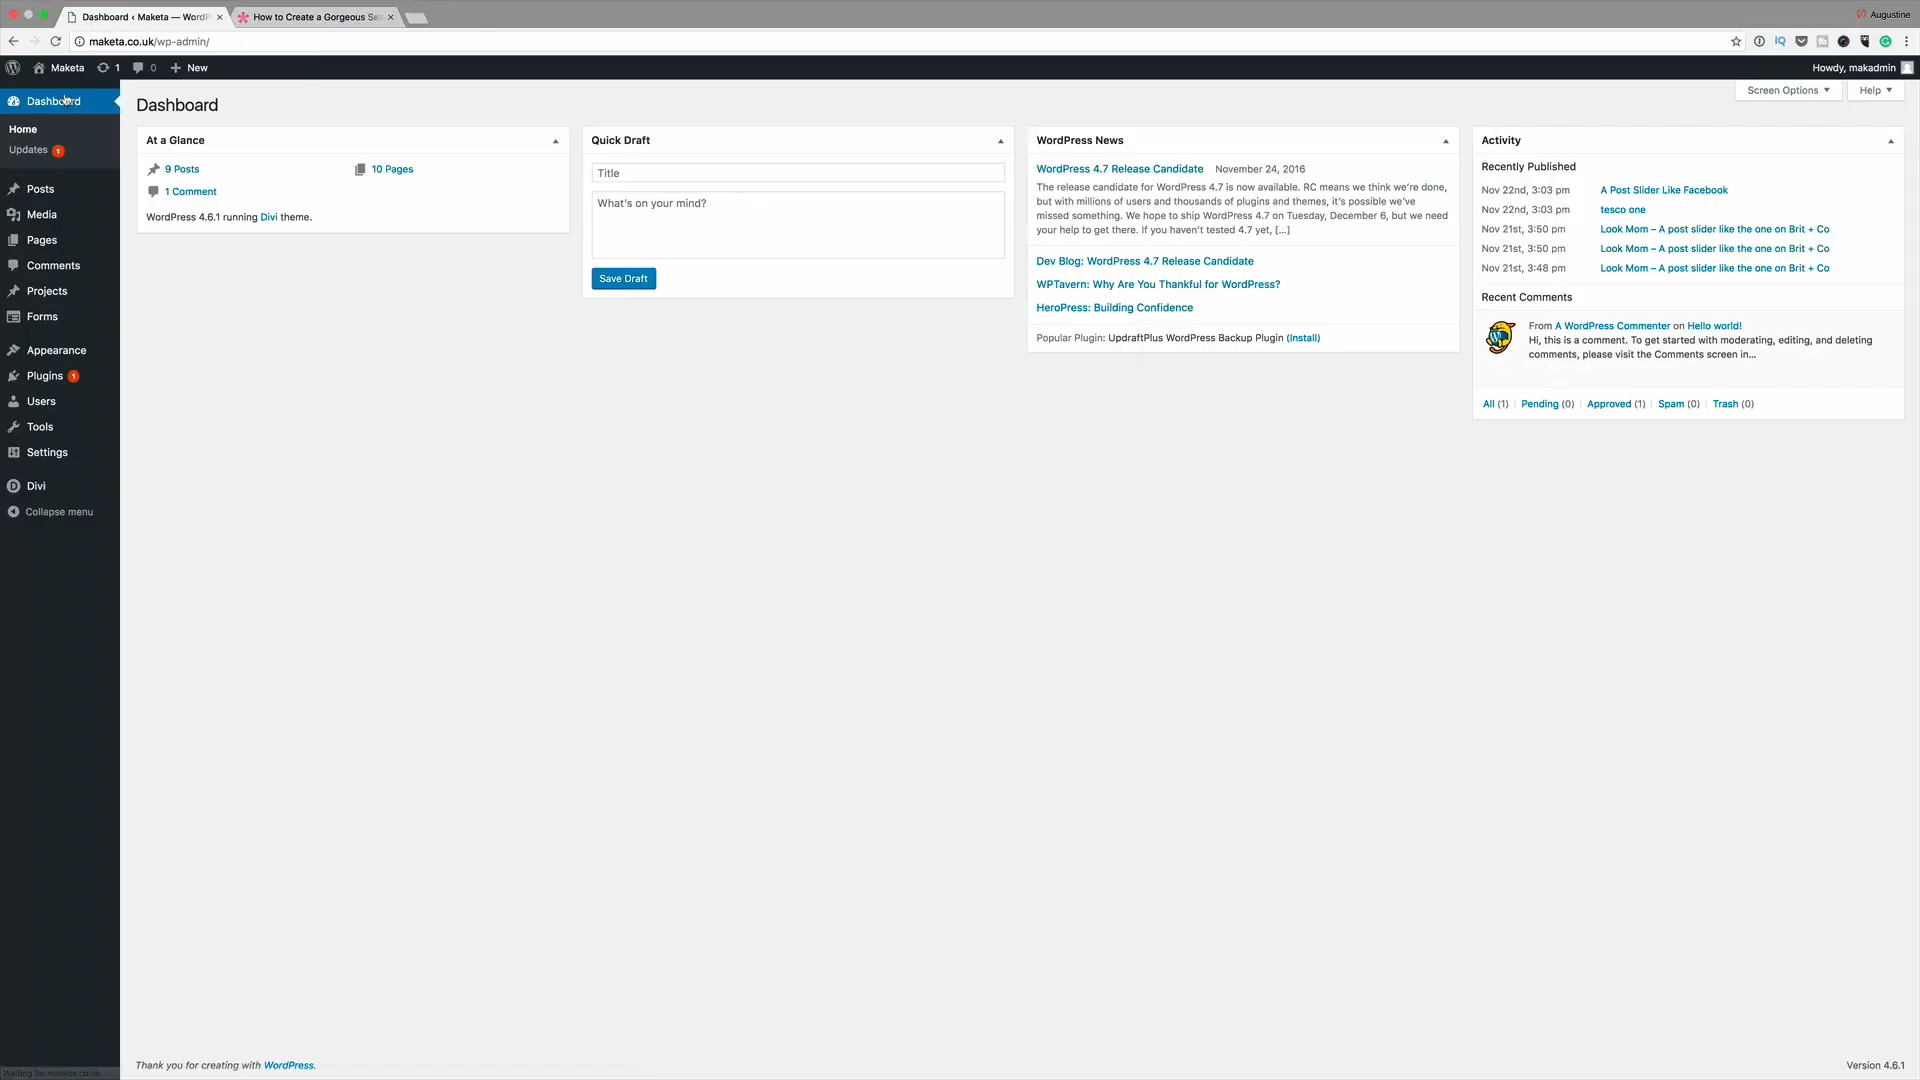 Dashboard ‹ Maketa — WordP
How to Create a Gorgeous Se
Augustine
maketa.co.uk/wp-admin/
Maketa
1
0
New
Howdy, makadmin
Dashboard
Home
Updates 1
Posts
Media
Pages
Comments
Projects
Forms
Appearance
Plugins 1
Users
Tools
Settings
Divi
Collapse menu
Dashboard
Screen Options
Help
At a Glance
9 Posts
10 Pages
1 Comment
WordPress 4.6.1 running Divi theme.
Quick Draft
Title
What's on your mind?
Save Draft
WordPress News
WordPress 4.7 Release Candidate November 24, 2016
The release candidate for WordPress 4.7 is now available. RC means we think we're done,
but with millions of users and thousands of plugins and themes, it's possible we've
missed something. We hope to ship WordPress 4.7 on Tuesday, December 6, but we need
your help to get there. If you haven't tested 4.7 yet, […]
Dev Blog: WordPress 4.7 Release Candidate
WPTavern: Why Are You Thankful for WordPress?
HeroPress: Building Confidence
Popular Plugin: UpdraftPlus WordPress Backup Plugin (Install)
Activity
Recently Published
Nov 22nd, 3:03 pm A Post Slider Like Facebook
Nov 22nd, 3:03 pm tesco one
Nov 21st, 3:50 pm Look Mom – A post slider like the one on Brit + Co
Nov 21st, 3:50 pm Look Mom – A post slider like the one on Brit + Co
Nov 21st, 3:48 pm Look Mom – A post slider like the one on Brit + Co
Recent Comments
From A WordPress Commenter on Hello world!
Hi, this is a comment. To get started with moderating, editing, and deleting
comments, please visit the Comments screen in…
All (1) | Pending (0) | Approved (1) | Spam (0) | Trash (0)
Thank you for creating with WordPress.
Version 4.6.1
Waiting for maketa.co.uk...